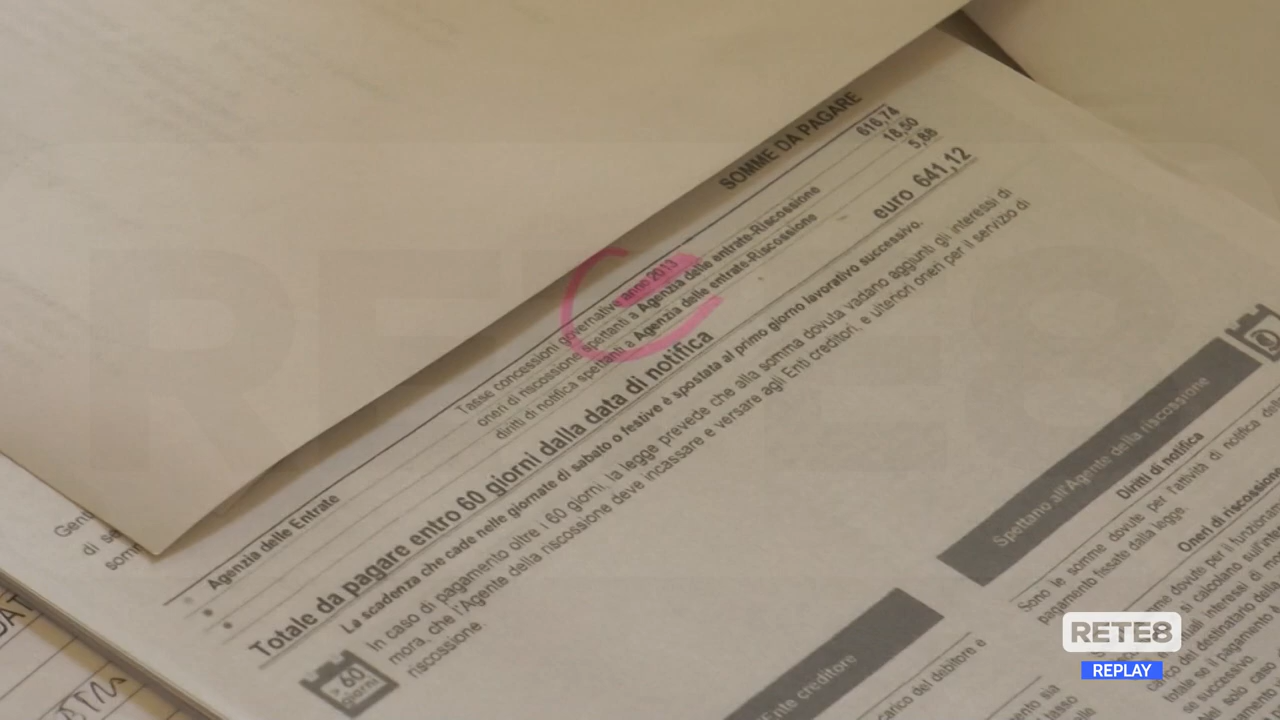 SOMME DA PAGARE
Agenzia delle Entrate
Tasse concessioni governative anno 2013 616,74
oneri di riscossione spettanti a Agenzia delle entrate-Riscossione 18,50
diritti di notifica spettanti a Agenzia delle entrate-Riscossione 5,88
Totale da pagare entro 60 giorni dalla data di notifica euro 641,12
La scadenza che cade nelle giornate di sabato o festive è spostata al primo giorno lavorativo successivo.
> 60
giorni
In caso di pagamento oltre i 60 giorni, la legge prevede che alla somma dovuta vadano aggiunti gli interessi di
mora, che l'Agente della riscossione deve incassare e versare agli Enti creditori, e ulteriori oneri per il servizio di
riscossione.
Ente creditore
carico del debitore e
Spettano all'Agente della riscossione
Diritti di notifica
Sono le somme dovute per l'attività di notifica
pagamento fissate dalla legge.
Oneri di riscossione
RETE8
RETE8
REPLAY